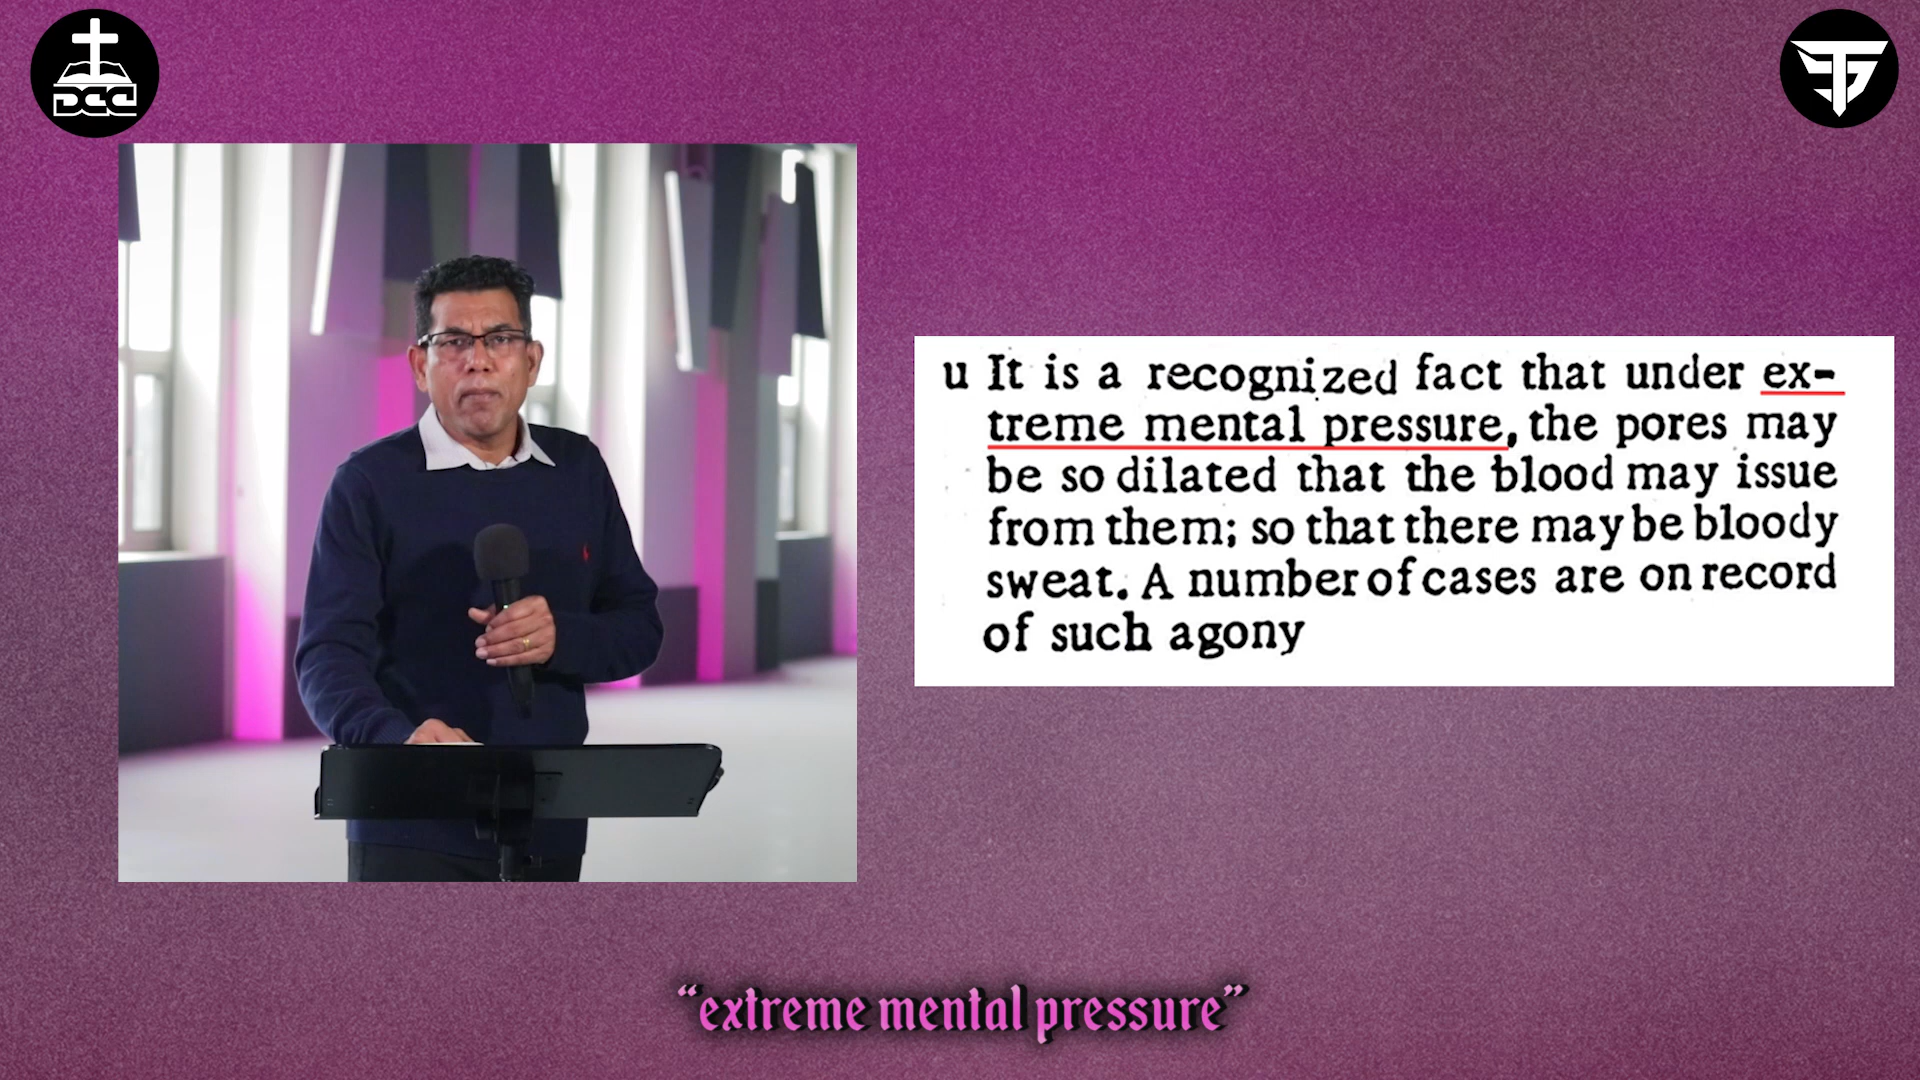 DCC
u It is a recognized fact that under ex-
treme mental pressure, the pores may
be so dilated that the blood may issue
from them; so that there may be bloody
sweat. A number of cases are on record
of such agony
“extreme mental pressure”